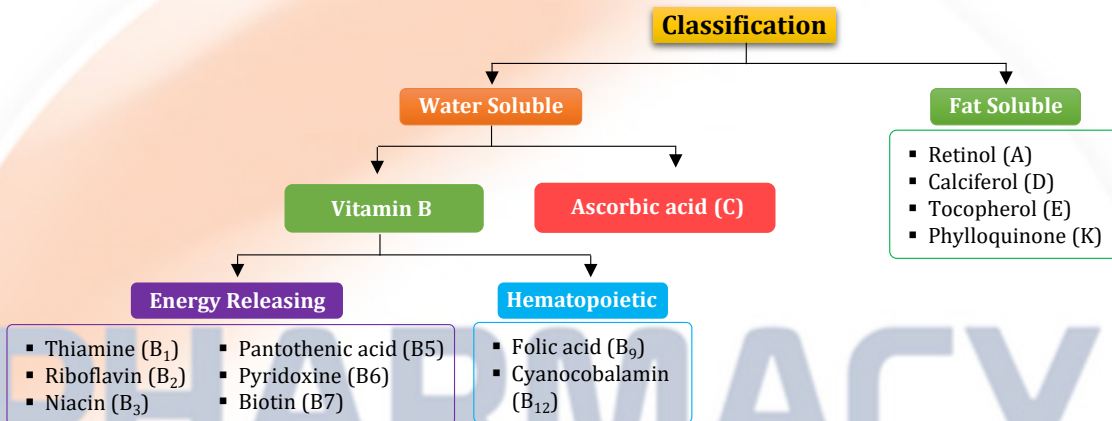 Classification
Water Soluble
Fat Soluble
▪ Retinol (A)
▪ Calciferol (D)
▪ Tocopherol (E)
▪ Phylloquinone (K)
Vitamin B
Ascorbic acid (C)
Energy Releasing
Hematopoietic
▪ Thiamine (B₁)
▪ Riboflavin (B₂)
▪ Niacin (B₃)
▪ Pantothenic acid (B5)
▪ Pyridoxine (B6)
▪ Biotin (B7)
▪ Folic acid (B₉)
▪ Cyanocobalamin
(B₁₂)
PHARMACY